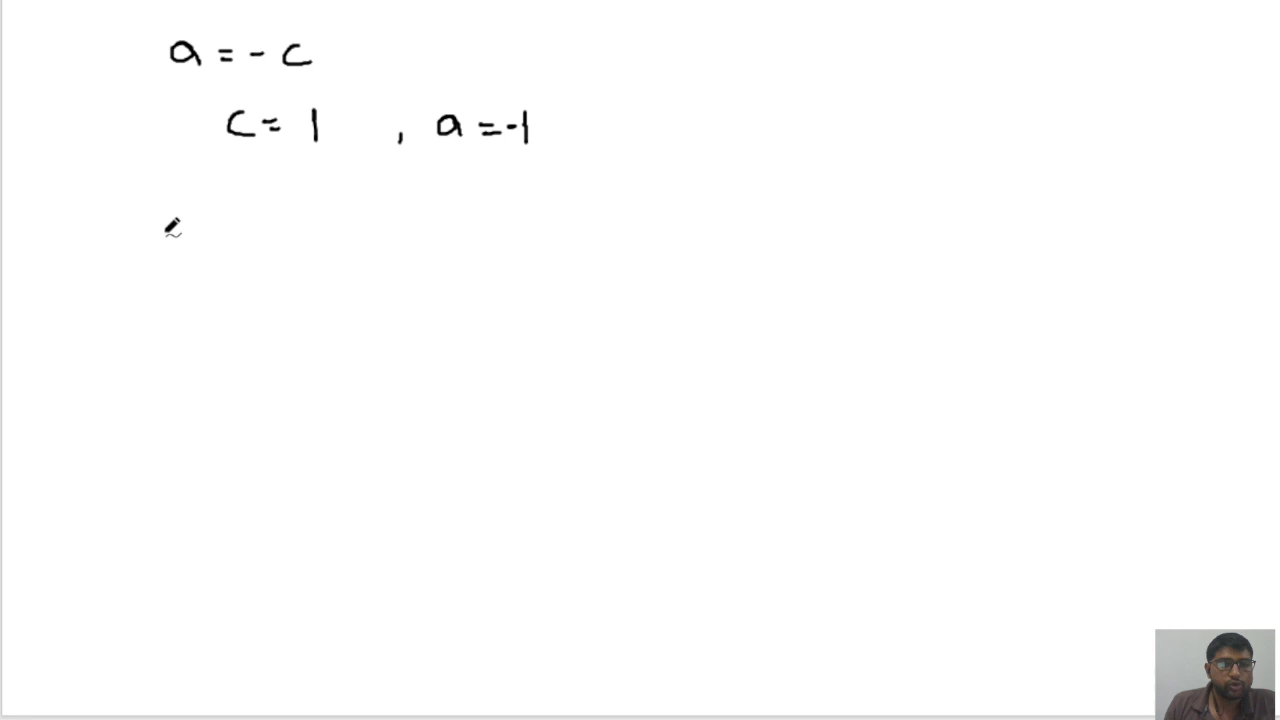 a = - c
c = 1 , a = -1